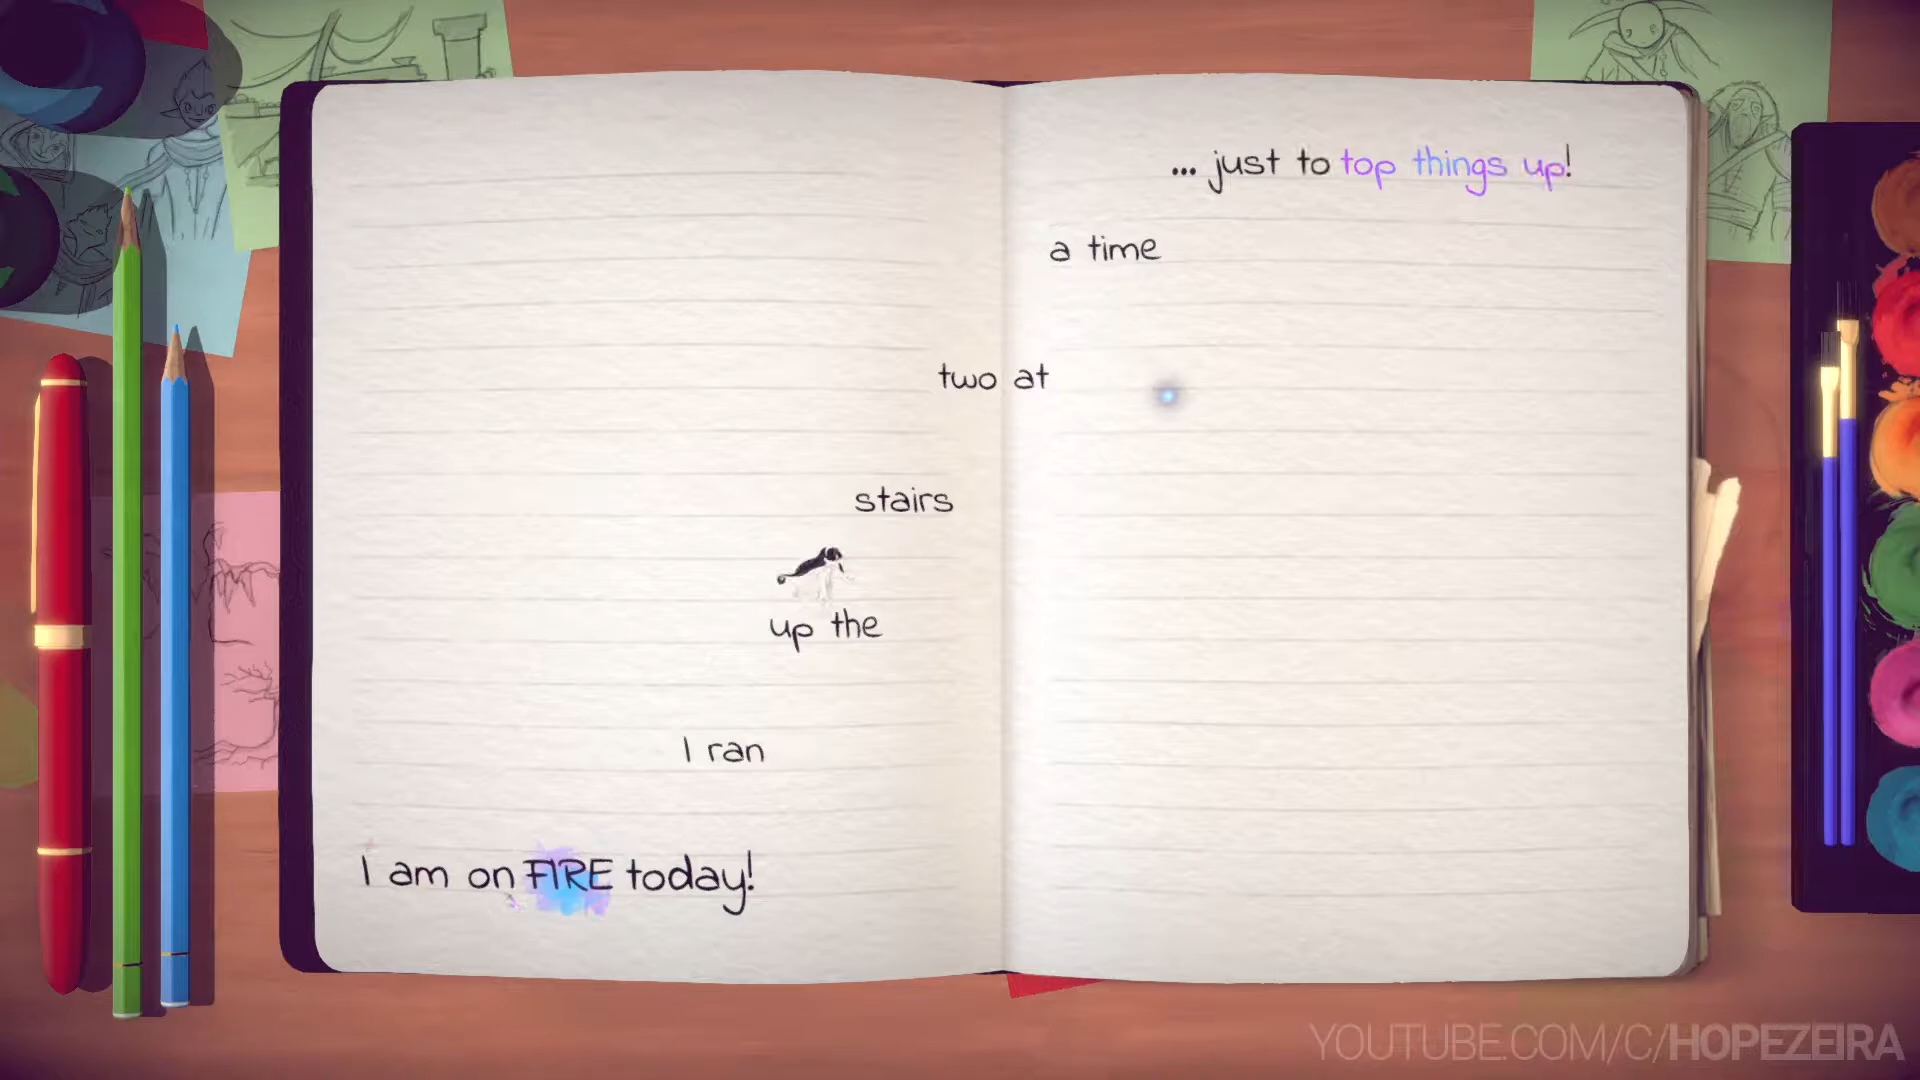 I am on FIRE today!
I ran
up the
stairs
two at
a time
... just to top things up!
YOUTUBE.COM/C/HOPEZEIRA